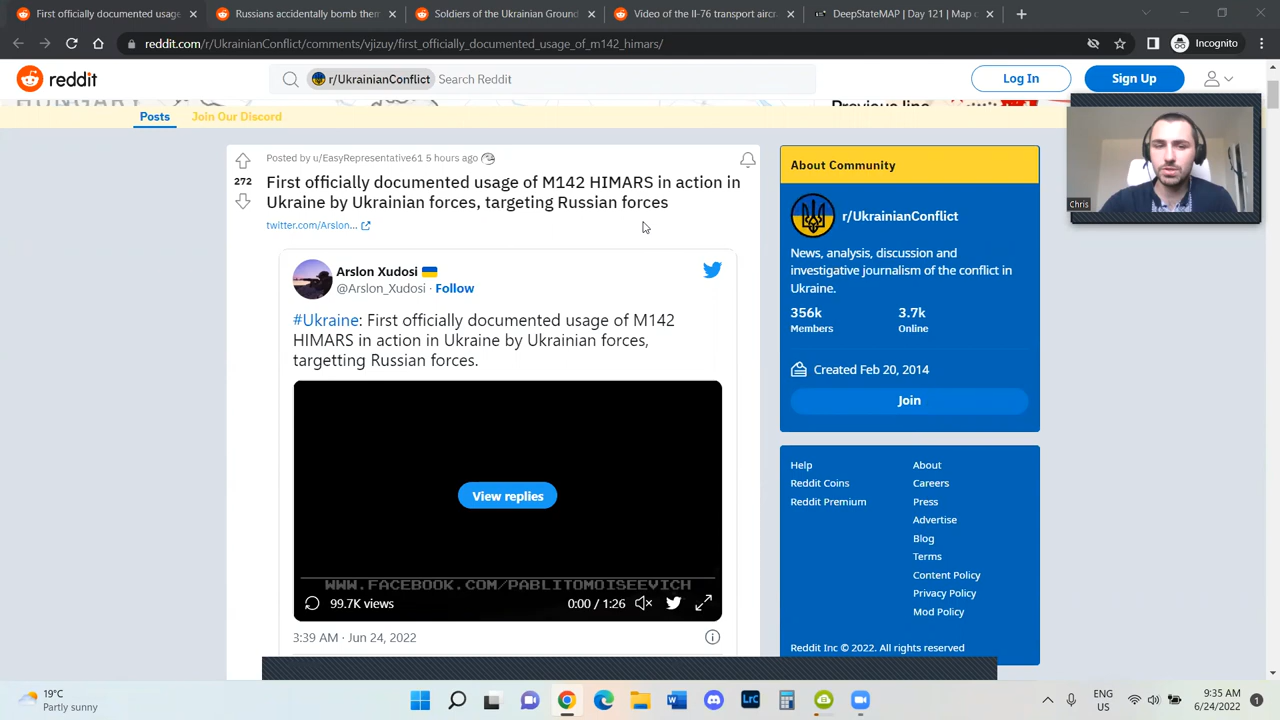 First officially documented usag
Russians accidentally bomb them
Soldiers of the Ukrainian Ground
Video of the Il-76 transport aircr
DeepStateMAP | Day 121 | Map o
reddit.com/r/UkrainianConflict/comments/vjizuy/first_officially_documented_usage_of_m142_himars/
Incognito
reddit
r/UkrainianConflict
Search Reddit
Log In
Sign Up
HUNGARY
Previous line
Posts
Join Our Discord
Chris
Posted by u/EasyRepresentative61 5 hours ago
272
First officially documented usage of M142 HIMARS in action in
Ukraine by Ukrainian forces, targeting Russian forces
twitter.com/Arslon...
Arslon Xudosi
@Arslon_Xudosi · Follow
#Ukraine: First officially documented usage of M142
HIMARS in action in Ukraine by Ukrainian forces,
targetting Russian forces.
View replies
WWW.FACEBOOK.COM/PABLITOMOISEEVICH
99.7K views
0:00 / 1:26
3:39 AM · Jun 24, 2022
About Community
r/UkrainianConflict
News, analysis, discussion and
investigative journalism of the conflict in
Ukraine.
356k
3.7k
Members
Online
Created Feb 20, 2014
Join
Help
About
Reddit Coins
Careers
Reddit Premium
Press
Advertise
Blog
Terms
Content Policy
Privacy Policy
Mod Policy
Reddit Inc © 2022. All rights reserved
19°C
Partly sunny
LrC
W
ENG
US
9:35 AM
6/24/2022
1